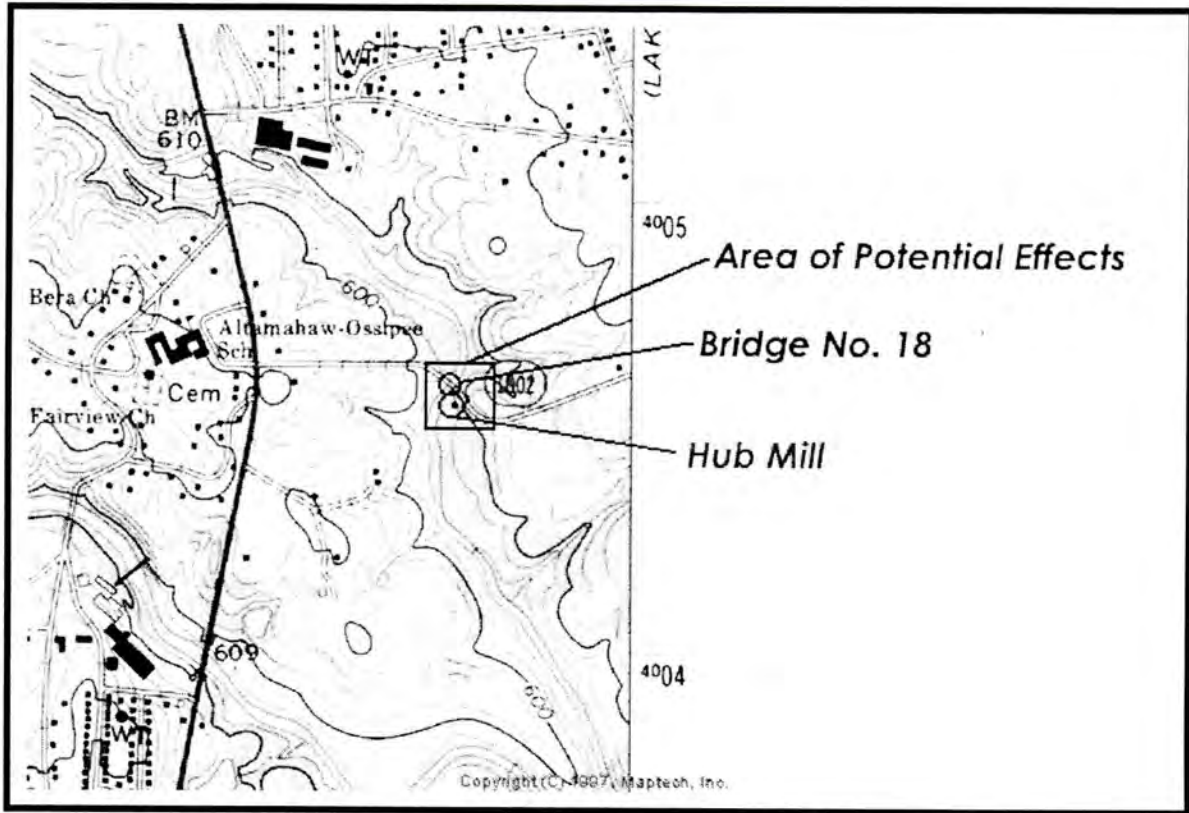 (LAK
WT
BM
610
4005
Area of Potential Effects
600
Bera Ch
Altamahaw-Ossipee
Sch
Bridge No. 18
1002
Cem
Fairview Ch
Hub Mill
609
4004
600
WT
Copyright (C) 1997, Maptech, Inc.